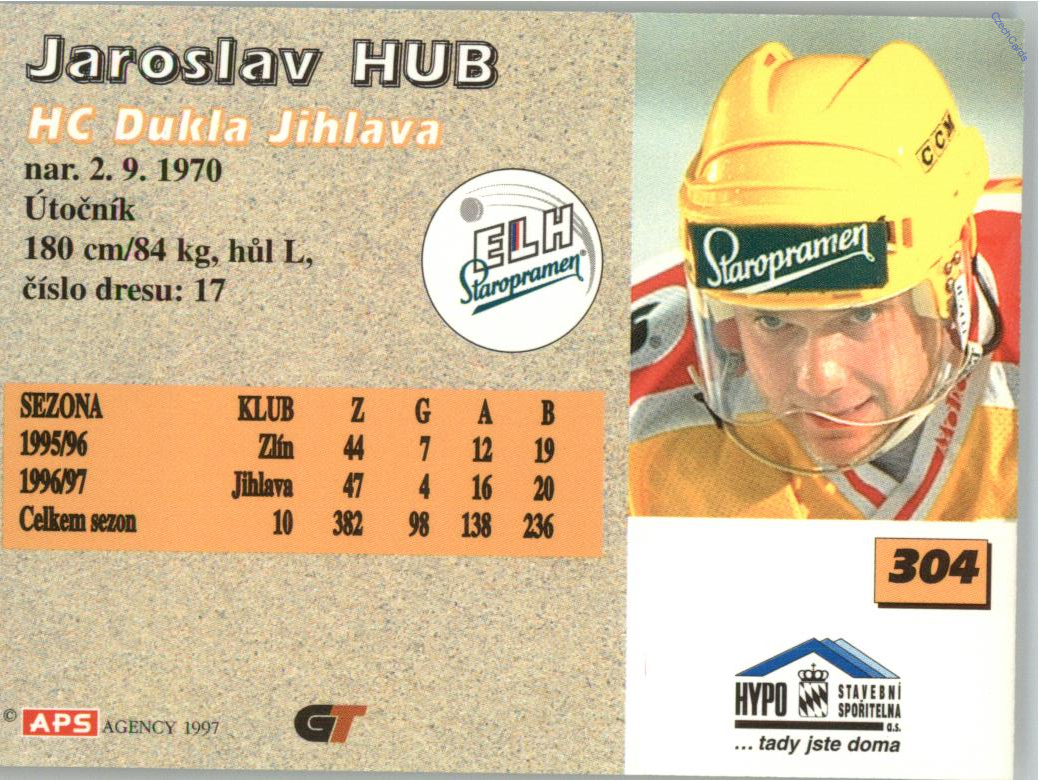 Jaroslav HUB
HC Dukla Jihlava
nar. 2. 9. 1970
Útočník
180 cm/84 kg, hůl L,
číslo dresu: 17
ELH
Staropramen
SEZONA KLUB Z G A B
1995/96 Zlín 44 7 12 19
1996/97 Jihlava 47 4 16 20
Celkem sezon 10 382 98 138 236
© APS AGENCY 1997
GT
CzechCards
CCM
Staropramen
304
HYPO STAVEBNÍ
SPOŘITELNA
a.s.
... tady jste doma